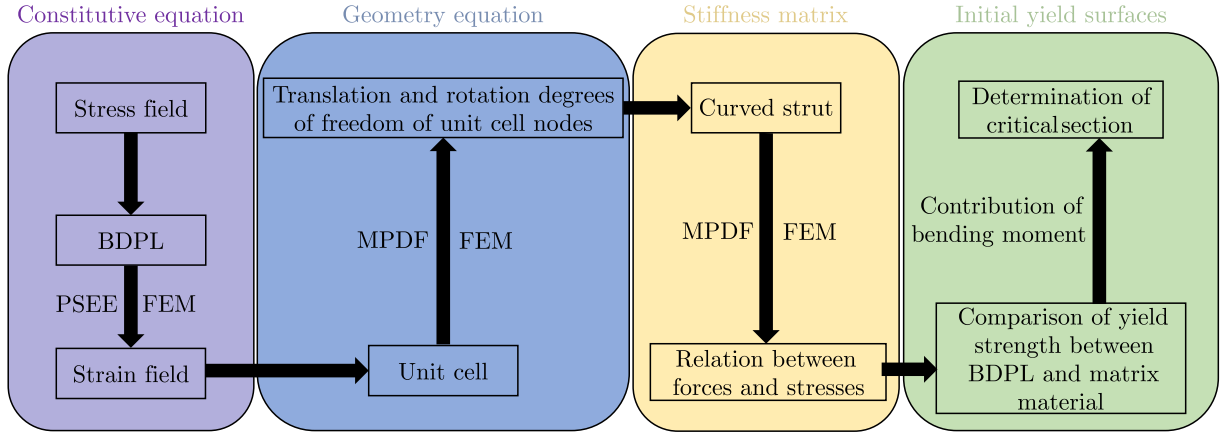 Constitutive equation
Stress field
BDPL
PSEE FEM
Strain field
Geometry equation
Translation and rotation degrees
of freedom of unit cell nodes
MPDF FEM
Unit cell
Stiffness matrix
Curved strut
MPDF FEM
Relation between
forces and stresses
Initial yield surfaces
Determination of
critical section
Contribution of
bending moment
Comparison of yield
strength between
BDPL and matrix
material